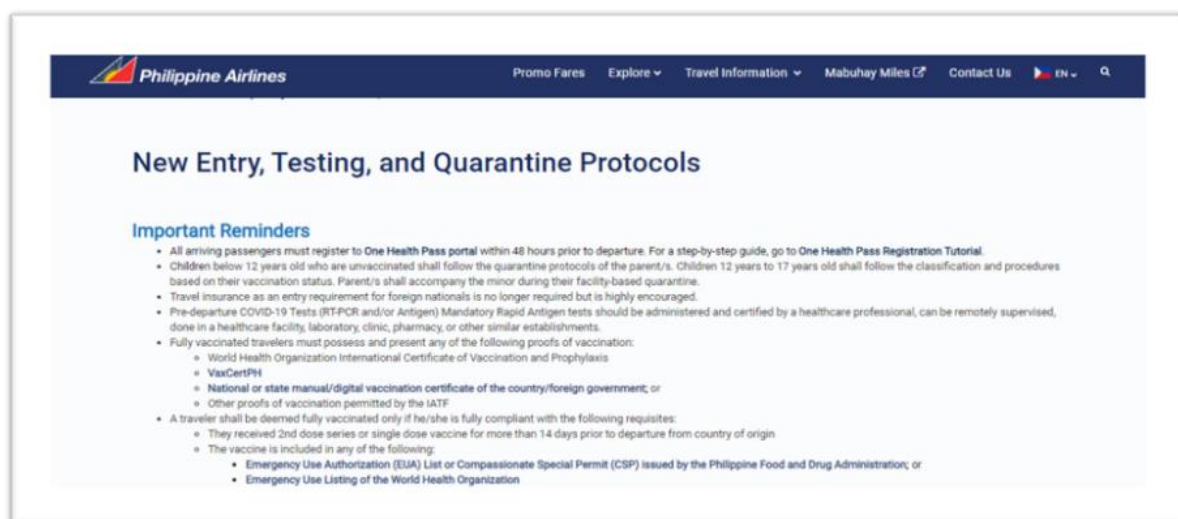 Philippine Airlines Promo Fares Explore Travel Information Mabuhay Miles Contact Us EN
New Entry, Testing, and Quarantine Protocols
Important Reminders
• All arriving passengers must register to One Health Pass portal within 48 hours prior to departure. For a step-by-step guide, go to One Health Pass Registration Tutorial.
• Children below 12 years old who are unvaccinated shall follow the quarantine protocols of the parent/s. Children 12 years to 17 years old shall follow the classification and procedures
based on their vaccination status. Parent/s shall accompany the minor during their facility-based quarantine.
• Travel insurance as an entry requirement for foreign nationals is no longer required but is highly encouraged.
• Pre-departure COVID-19 Tests (RT-PCR and/or Antigen) Mandatory Rapid Antigen tests should be administered and certified by a healthcare professional, can be remotely supervised,
done in a healthcare facility, laboratory, clinic, pharmacy, or other similar establishments.
• Fully vaccinated travelers must possess and present any of the following proofs of vaccination:
World Health Organization International Certificate of Vaccination and Prophylaxis
VaxCertPH
National or state manual/digital vaccination certificate of the country/foreign government; or
Other proofs of vaccination permitted by the IATF
• A traveler shall be deemed fully vaccinated only if he/she is fully compliant with the following requisites:
They received 2nd dose series or single dose vaccine for more than 14 days prior to departure from country of origin
The vaccine is included in any of the following:
Emergency Use Authorization (EUA) List or Compassionate Special Permit (CSP) issued by the Philippine Food and Drug Administration; or
Emergency Use Listing of the World Health Organization